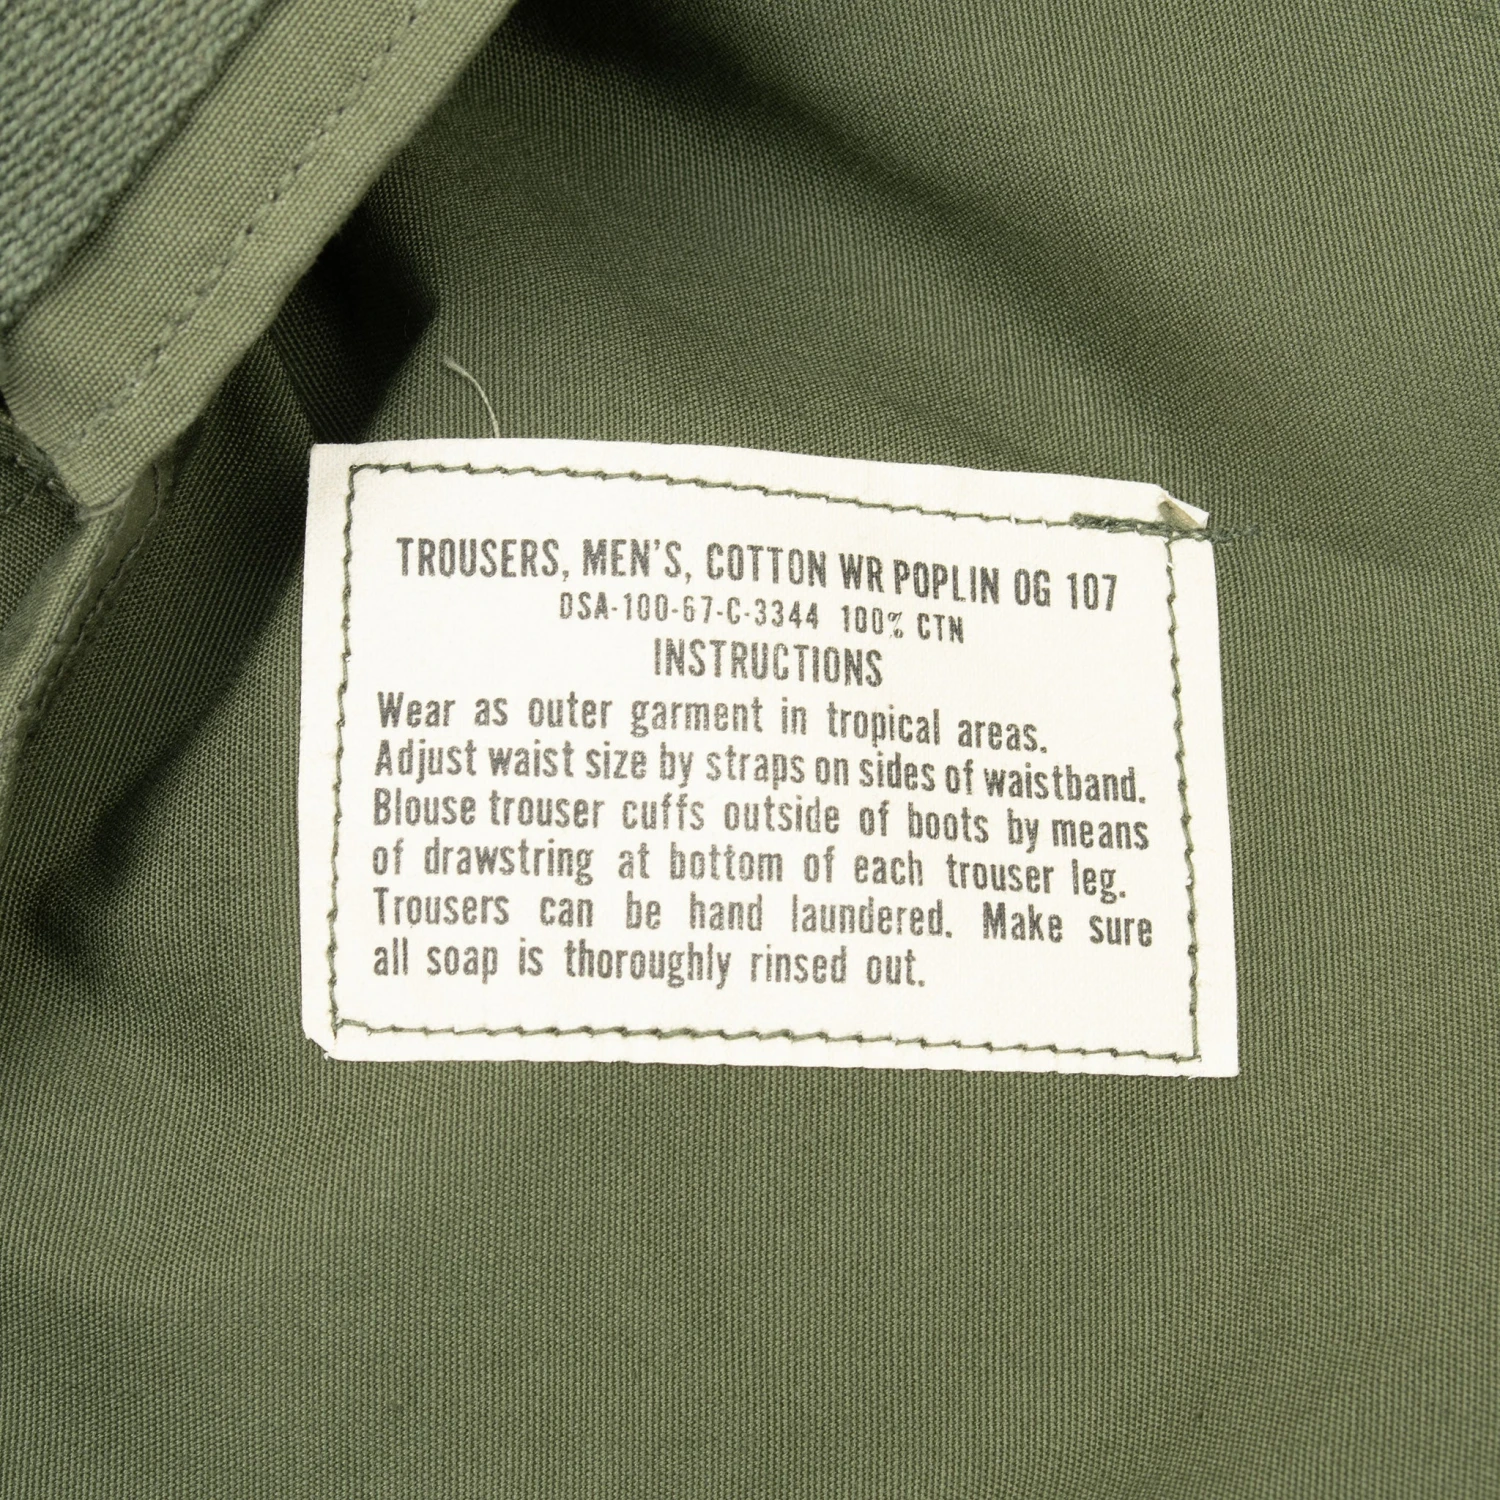 TROUSERS, MEN'S, COTTON WR POPLIN OG 107
DSA-100-67-C-3344 100% CTN
INSTRUCTIONS
Wear as outer garment in tropical areas.
Adjust waist size by straps on sides of waistband.
Blouse trouser cuffs outside of boots by means
of drawstring at bottom of each trouser leg.
Trousers can be hand laundered. Make sure
all soap is thoroughly rinsed out.